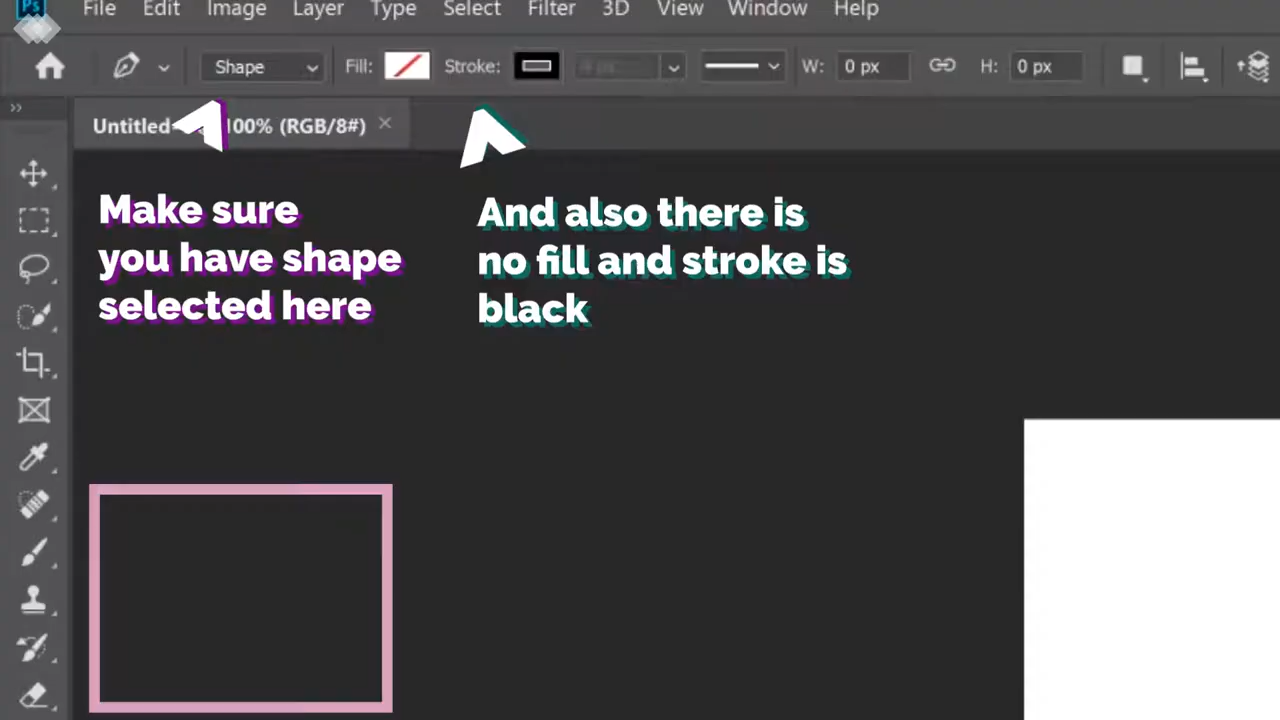 Ps File Edit Image Layer Type Select Filter 3D View Window Help
Shape Fill: Stroke: W: 0 px H: 0 px
Untitled 100% (RGB/8#) ×
Make sure
you have shape
selected here
And also there is
no fill and stroke is
black